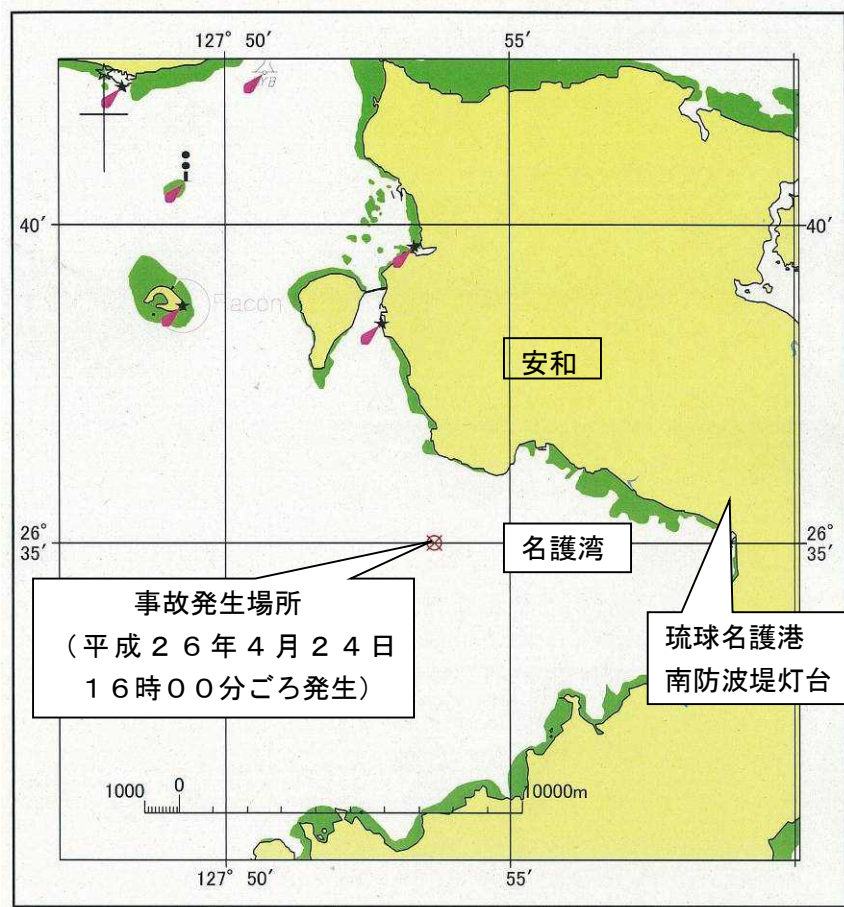 127° 50′
55′
40′
40′
Racon
安和
26°
35′
名護湾
26°
35′
事故発生場所
（平成２６年４月２４日
１６時００分ごろ発生）
琉球名護港
南防波堤灯台
1000 0
10000m
127° 50′
55′